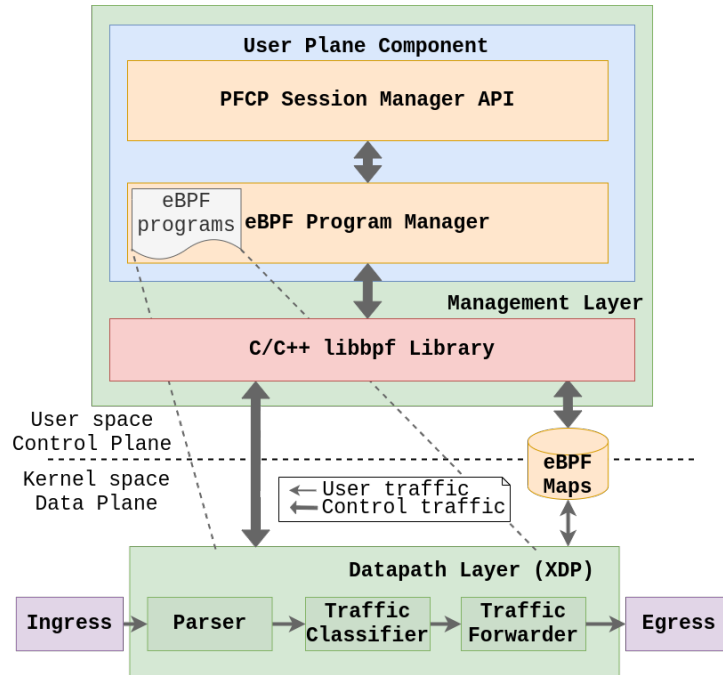 User Plane Component
PFCP Session Manager API
eBPF
programs
eBPF Program Manager
Management Layer
C/C++ libbpf Library
User space
Control Plane
Kernel space
Data Plane
eBPF
Maps
User traffic
Control traffic
Datapath Layer (XDP)
Ingress
Parser
Traffic
Classifier
Traffic
Forwarder
Egress